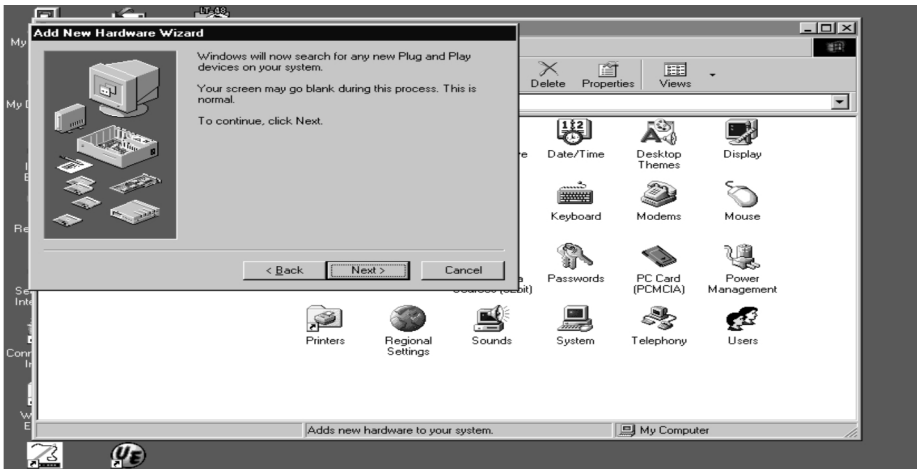 LT-98
My
Add New Hardware Wizard
Windows will now search for any new Plug and Play
devices on your system.
Your screen may go blank during this process. This is
normal.
To continue, click Next.
< Back
Next >
Cancel
Delete
Properties
Views
Date/Time
Desktop
Themes
Display
Keyboard
Modems
Mouse
Passwords
PC Card
(PCMCIA)
Power
Management
Printers
Regional
Settings
Sounds
System
Telephony
Users
Adds new hardware to your system.
My Computer